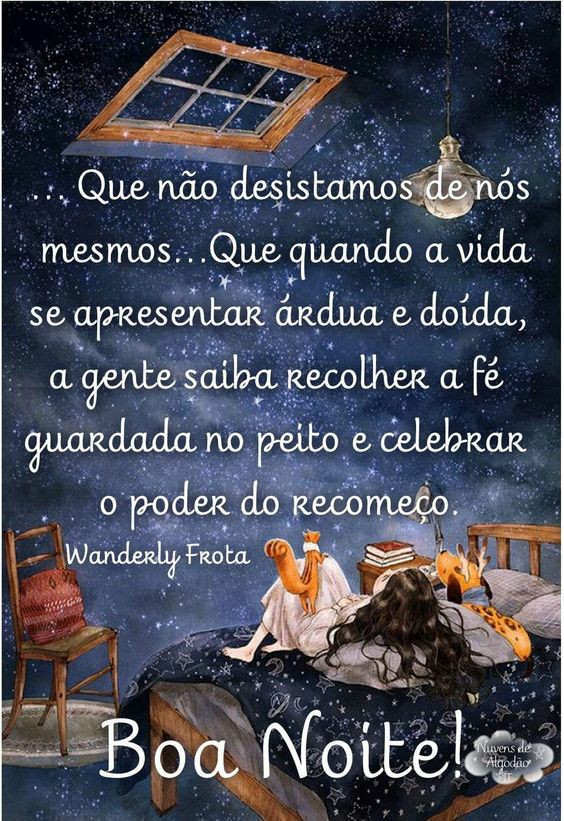 ... Que não desistamos de nós
mesmos...Que quando a vida
se apresentar árdua e doída,
a gente saiba recolher a fé
guardada no peito e celebrar
o poder do recomeço.
Wanderly Frota
Boa Noite!
Nuvens de
Algodão